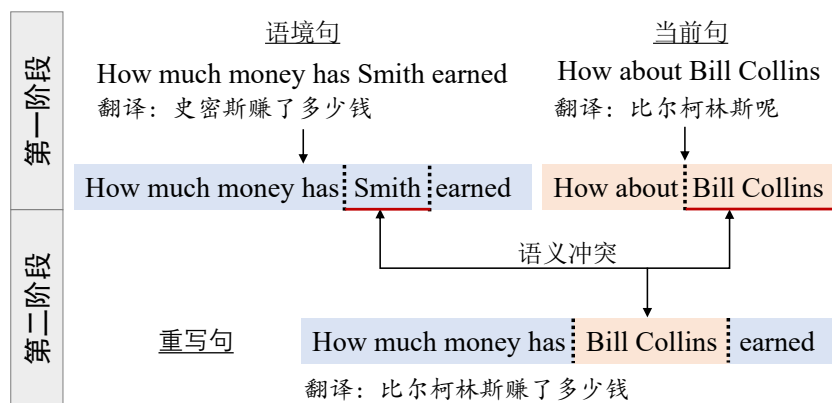 第一阶段
语境句
当前句
How much money has Smith earned
How about Bill Collins
翻译：史密斯赚了多少钱
翻译：比尔柯林斯呢
How much money has Smith earned
How about Bill Collins
第二阶段
语义冲突
重写句
How much money has Bill Collins earned
翻译：比尔柯林斯赚了多少钱